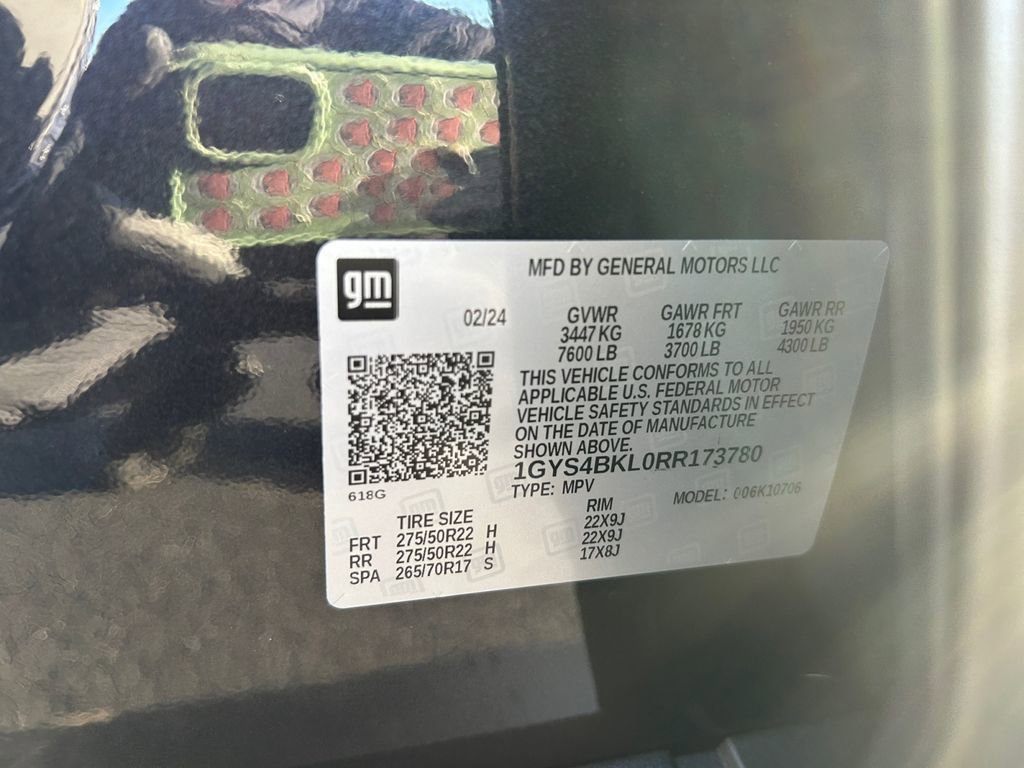 gm
MFD BY GENERAL MOTORS LLC
02/24
GVWR GAWR FRT GAWR RR
3447 KG 1678 KG 1950 KG
7600 LB 3700 LB 4300 LB
THIS VEHICLE CONFORMS TO ALL
APPLICABLE U.S. FEDERAL MOTOR
VEHICLE SAFETY STANDARDS IN EFFECT
ON THE DATE OF MANUFACTURE
SHOWN ABOVE.
1GYS4BKL0RR173780
618G
TYPE: MPV MODEL: 006K10706
TIRE SIZE RIM
FRT 275/50R22 H 22X9J
RR 275/50R22 H 22X9J
SPA 265/70R17 S 17X8J